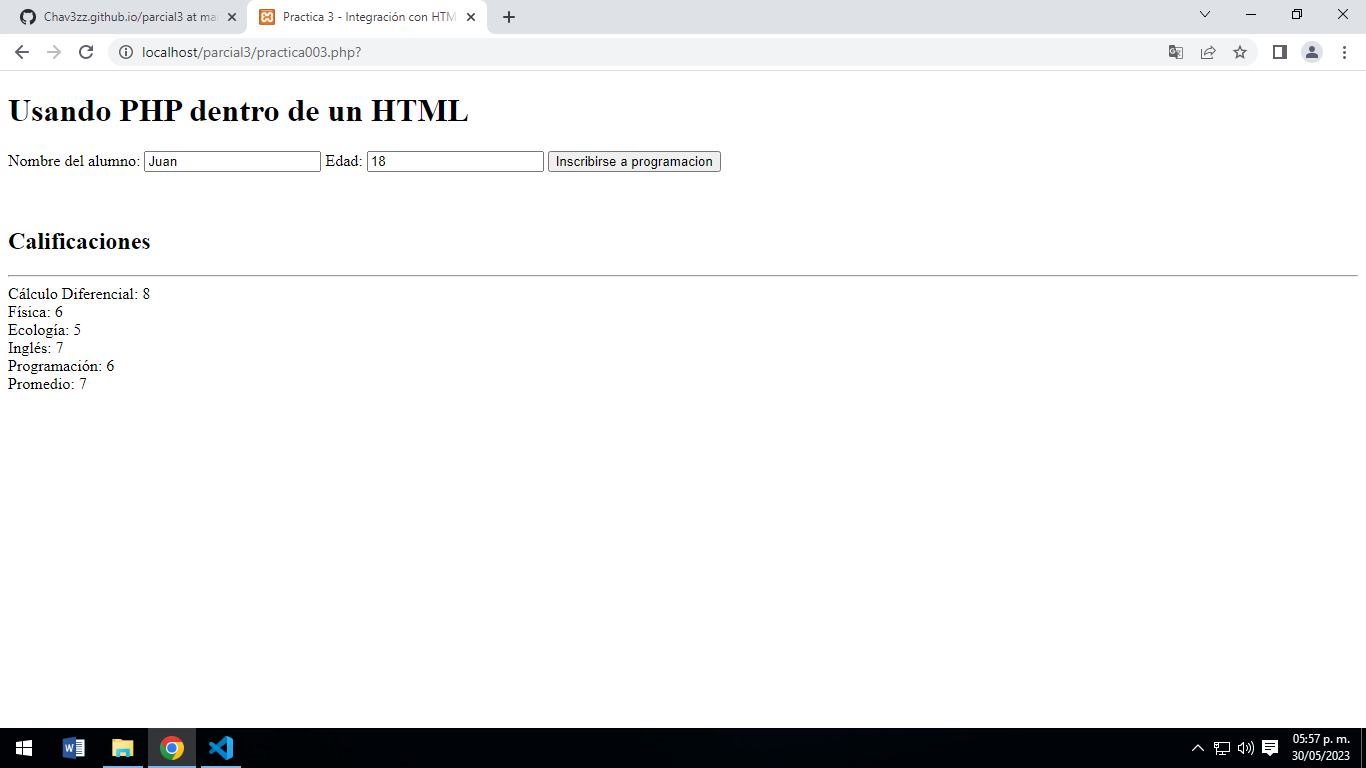 Chav3zz.github.io/parcial3 at ma
Practica 3 - Integración con HTM
localhost/parcial3/practica003.php?
Usando PHP dentro de un HTML
Nombre del alumno: Juan Edad: 18 Inscribirse a programacion
Calificaciones
Cálculo Diferencial: 8
Física: 6
Ecología: 5
Inglés: 7
Programación: 6
Promedio: 7
05:57 p. m.
30/05/2023